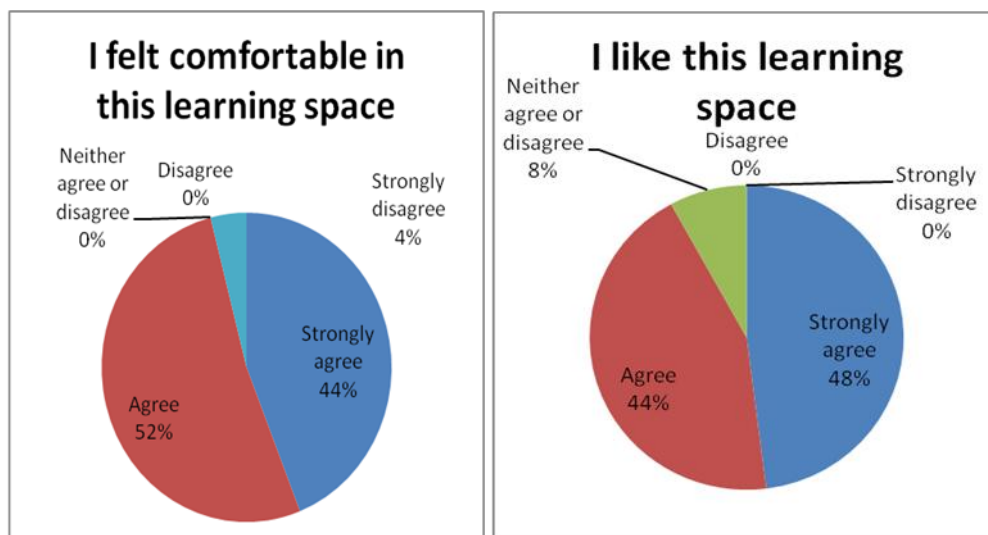 I felt comfortable in
this learning space
Neither
agree or
disagree
0%
Disagree
0%
Strongly
disagree
4%
Strongly
agree
44%
Agree
52%
I like this learning
space
Neither
agree or
disagree
8%
Disagree
0%
Strongly
disagree
0%
Strongly
agree
48%
Agree
44%